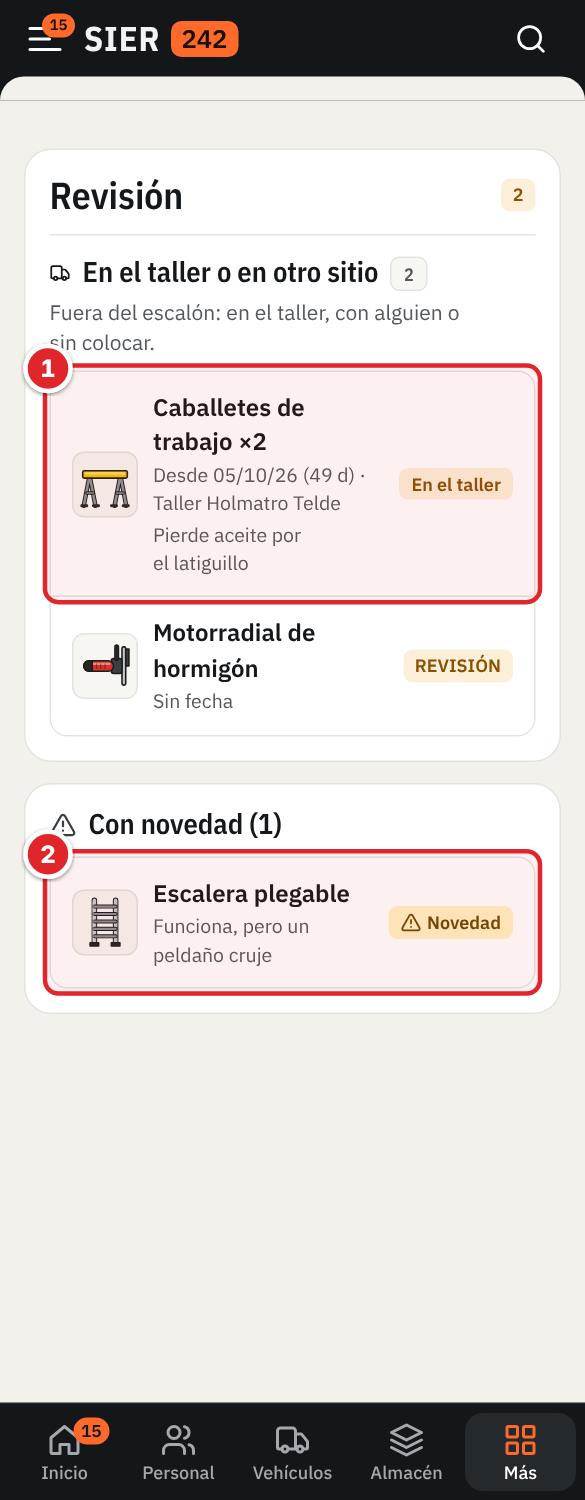 15
SIER 242
Revisión 2
En el taller o en otro sitio 2
Fuera del escalón: en el taller, con alguien o
sin colocar.
1
Caballetes de
trabajo ×2
Desde 05/10/26 (49 d) ·
Taller Holmatro Telde
En el taller
Pierde aceite por
el latiguillo
Motorradial de
hormigón
REVISIÓN
Sin fecha
Con novedad (1)
2
Escalera plegable
Funciona, pero un
peldaño cruje
Novedad
15
Inicio Personal Vehículos Almacén Más